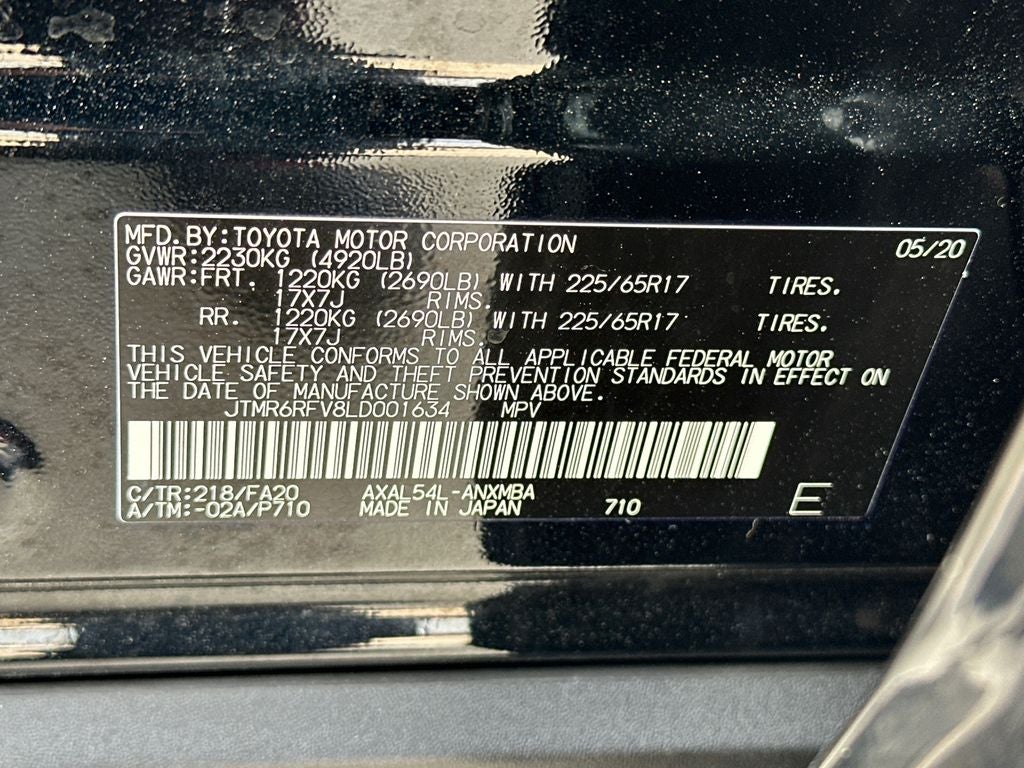 MFD.BY:TOYOTA MOTOR CORPORATION 05/20
GVWR:2230KG (4920LB)
GAWR:FRT. 1220KG (2690LB) WITH 225/65R17 TIRES.
17X7J RIMS.
RR. 1220KG (2690LB) WITH 225/65R17 TIRES.
17X7J RIMS.
THIS VEHICLE CONFORMS TO ALL APPLICABLE FEDERAL MOTOR
VEHICLE SAFETY AND THEFT PREVENTION STANDARDS IN EFFECT ON
THE DATE OF MANUFACTURE SHOWN ABOVE.
JTMR6RFV8LD001634 MPV
C/TR:218/FA20 AXAL54L-ANXMBA
A/TM:-02A/P710 MADE IN JAPAN 710 E